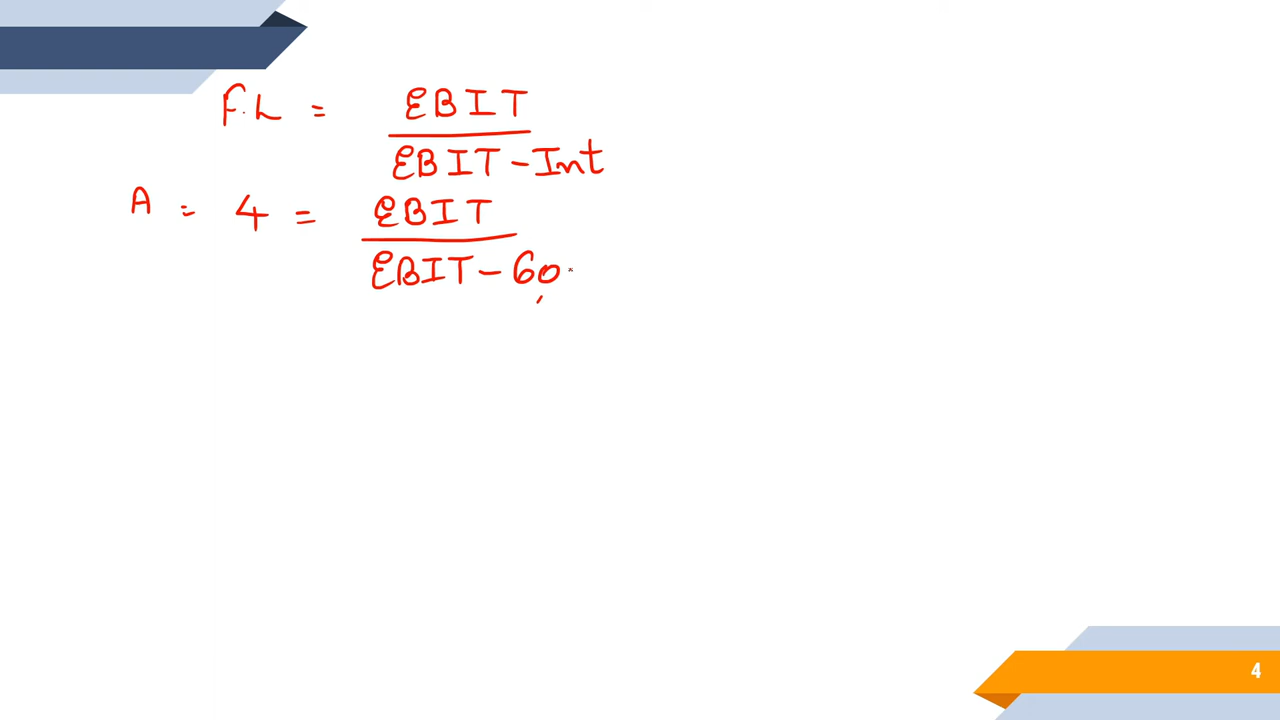 F.L = EBIT
EBIT - Int
A = 4 = EBIT
EBIT - 60,
4